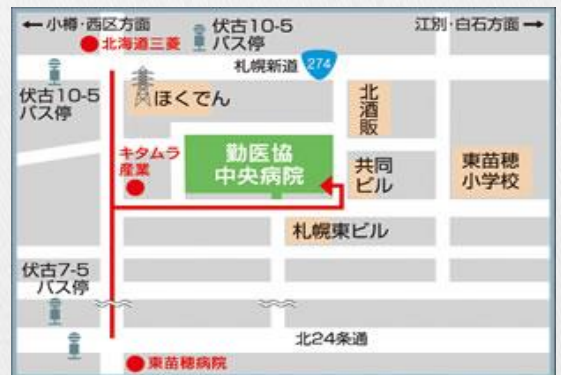 ← 小樽・西区方面
伏古10-5
バス停
江別・白石方面 →
北海道三菱
札幌新道
274
伏古10-5
バス停
ほくでん
北酒販
キタムラ
産業
勤医協
中央病院
共同
ビル
東苗穂
小学校
札幌東ビル
伏古7-5
バス停
北24条通
東苗穂病院